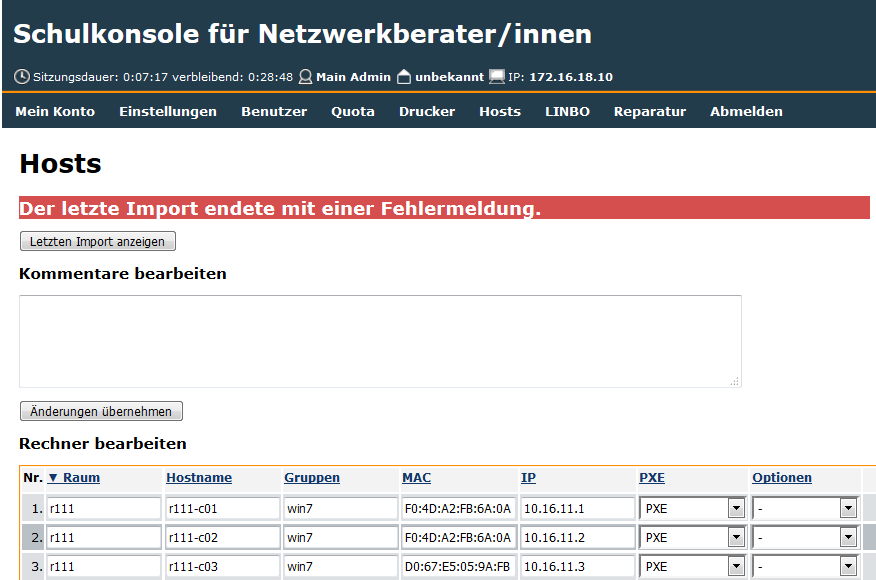 Schulkonsole für Netzwerkberater/innen
Sitzungsdauer: 0:07:17 verbleibend: 0:28:48 Main Admin unbekannt IP: 172.16.18.10
Mein Konto Einstellungen Benutzer Quota Drucker Hosts LINBO Reparatur Abmelden
Hosts
Der letzte Import endete mit einer Fehlermeldung.
Letzten Import anzeigen
Kommentare bearbeiten
Änderungen übernehmen
Rechner bearbeiten
Nr. ▼ Raum Hostname Gruppen MAC IP PXE Optionen
1. r111 r111-c01 win7 F0:4D:A2:FB:6A:0A 10.16.11.1 PXE -
2. r111 r111-c02 win7 F0:4D:A2:FB:6A:0A 10.16.11.2 PXE -
3. r111 r111-c03 win7 D0:67:E5:05:9A:FB 10.16.11.3 PXE -